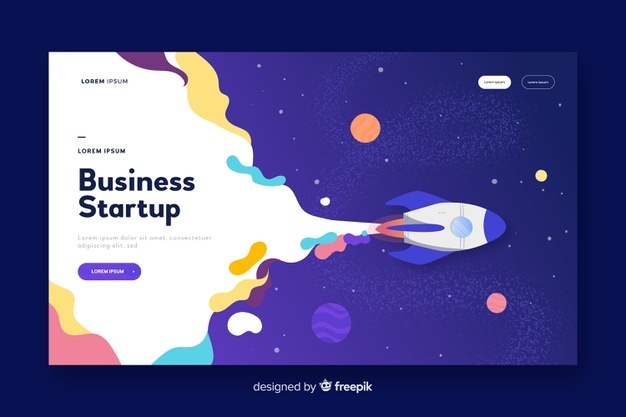 LOREM IPSUM
Lorem ipsum
Lorem ipsum
LOREM IPSUM
Business
Startup
Lorem ipsum dolor sit amet, consectetuer
adipiscing elit, sed diam
LOREM IPSUM
designed by freepik